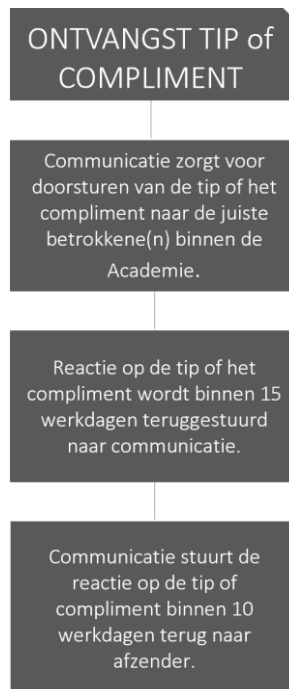 ONTVANGST TIP of
COMPLIMENT
Communicatie zorgt voor
doorsturen van de tip of het
compliment naar de juiste
betrokkene(n) binnen de
Academie.
Reactie op de tip of het
compliment wordt binnen 15
werkdagen teruggestuurd
naar communicatie.
Communicatie stuurt de
reactie op de tip of
compliment binnen 10
werkdagen terug naar
afzender.